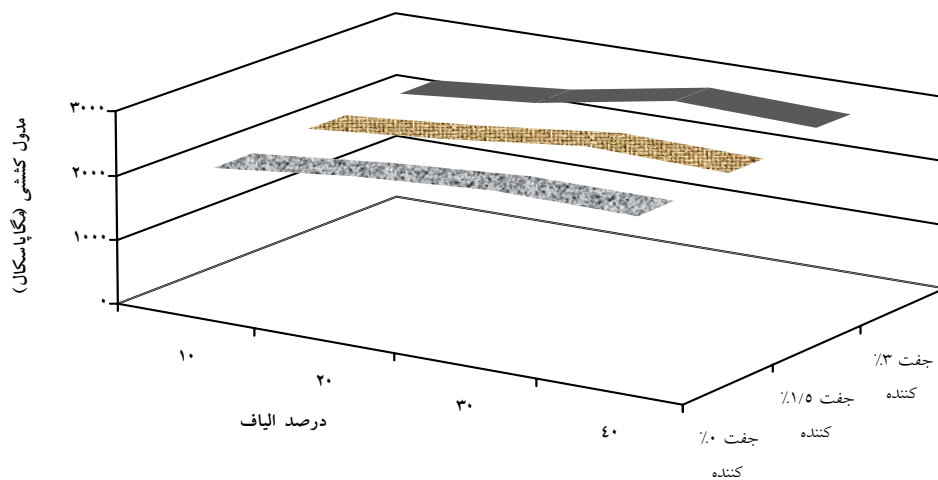 مدول کششی (مگاپاسکال)
۳۰۰۰
۲۰۰۰
۱۰۰۰
۰
۱۰
۲۰
۳۰
۴۰
درصد الیاف
۰٪ جفت
کننده
۱/۵٪ جفت
کننده
۳٪ جفت
کننده